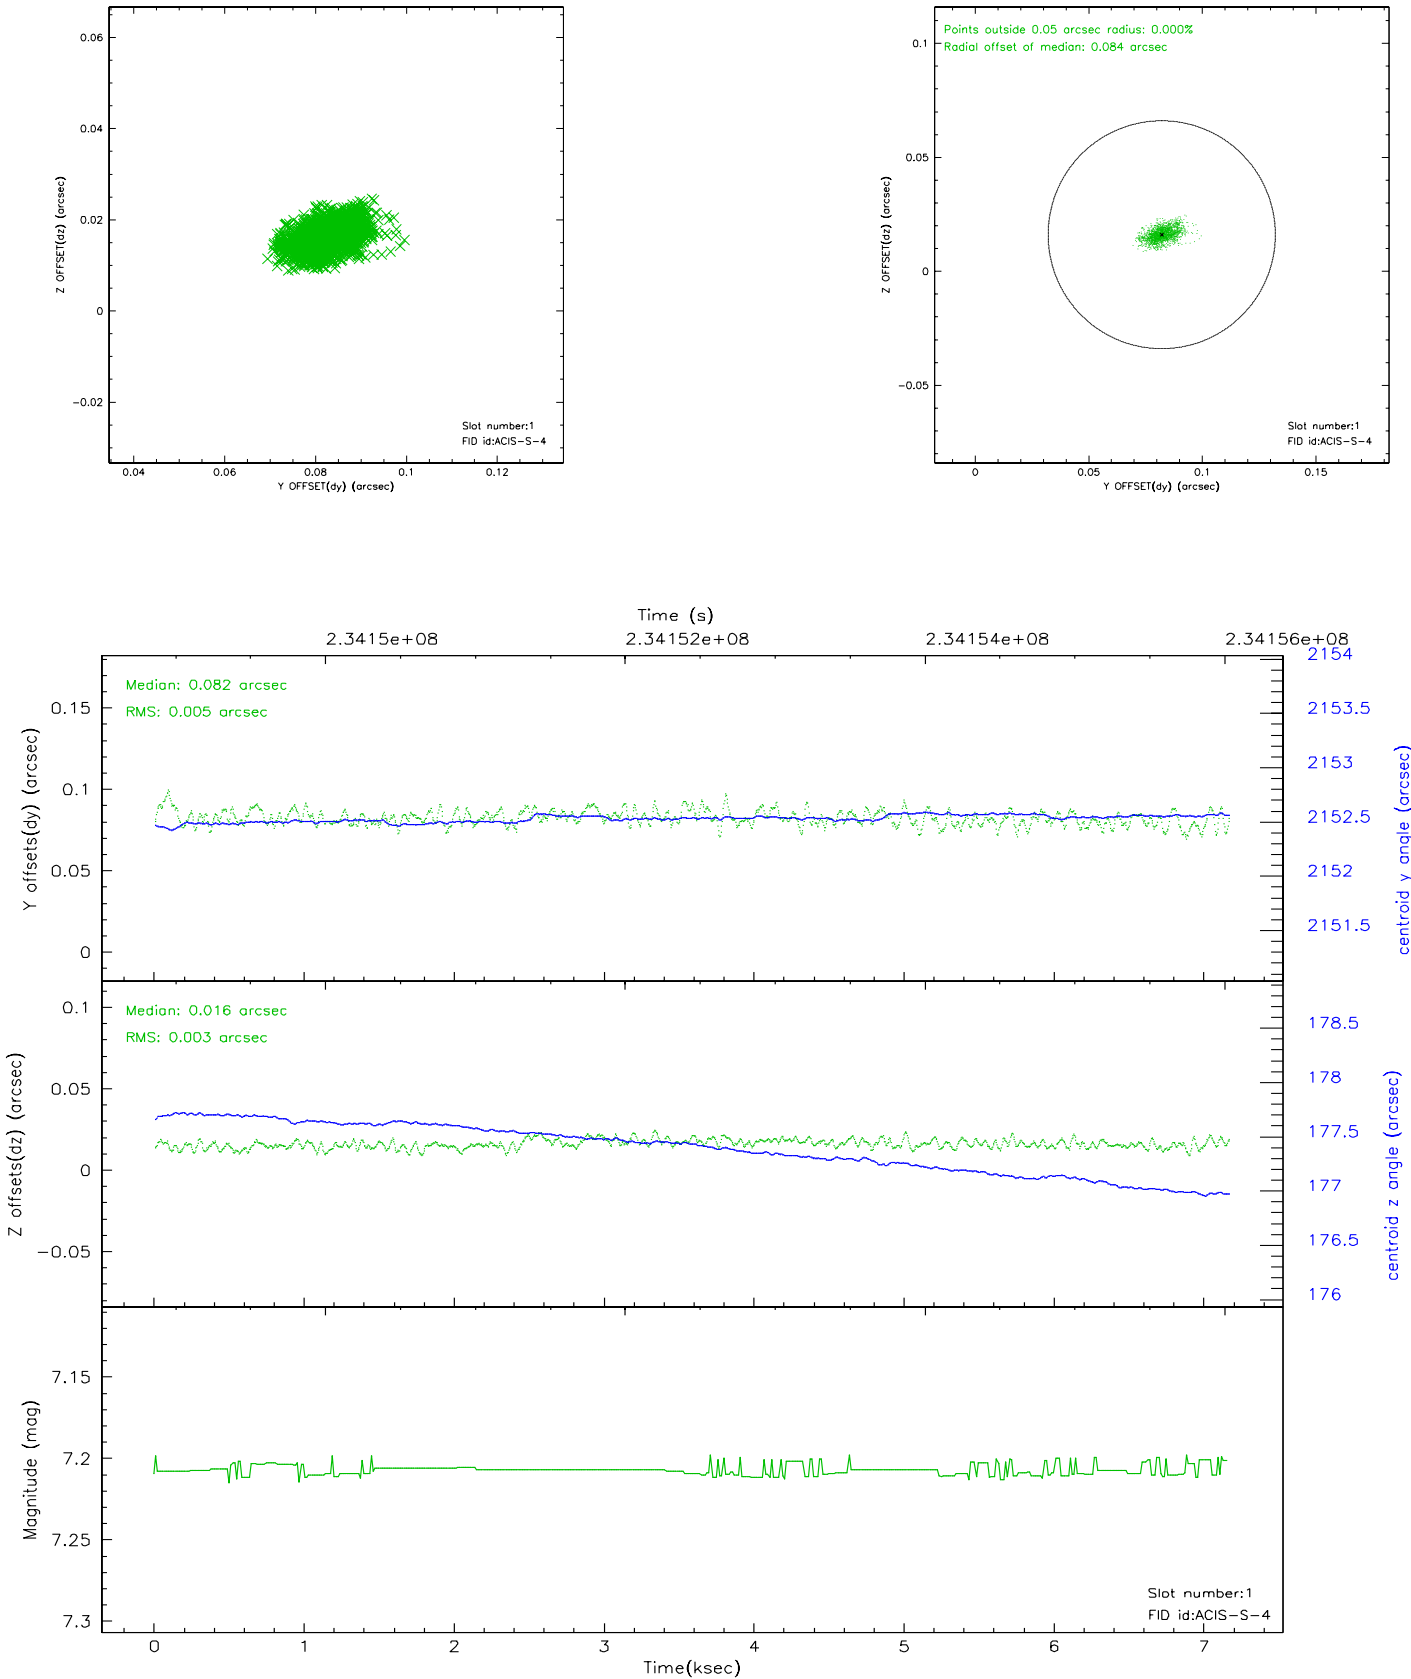 0.06
0.04
0.02
0
−0.02
Z OFFSET(dz) (arcsec)
Slot number:1
FID id:ACIS−S−4
0.04 0.06 0.08 0.1 0.12
Y OFFSET(dy) (arcsec)
Points outside 0.05 arcsec radius: 0.000%
Radial offset of median: 0.084 arcsec
0.1
0.05
0
−0.05
Z OFFSET(dz) (arcsec)
Slot number:1
FID id:ACIS−S−4
0 0.05 0.1 0.15
Y OFFSET(dy) (arcsec)
Time (s)
2.3415e+08 2.34152e+08 2.34154e+08 2.34156e+08
Median: 0.082 arcsec
RMS: 0.005 arcsec
0.15
0.1
0.05
0
Y offsets(dy) (arcsec)
2154
2153.5
2153
2152.5
2152
2151.5
centroid y angle (arcsec)
Median: 0.016 arcsec
RMS: 0.003 arcsec
0.1
0.05
0
−0.05
Z offsets(dz) (arcsec)
178.5
178
177.5
177
176.5
176
centroid z angle (arcsec)
7.15
7.2
7.25
7.3
Magnitude (mag)
Slot number:1
FID id:ACIS−S−4
0 1 2 3 4 5 6 7
Time(ksec)